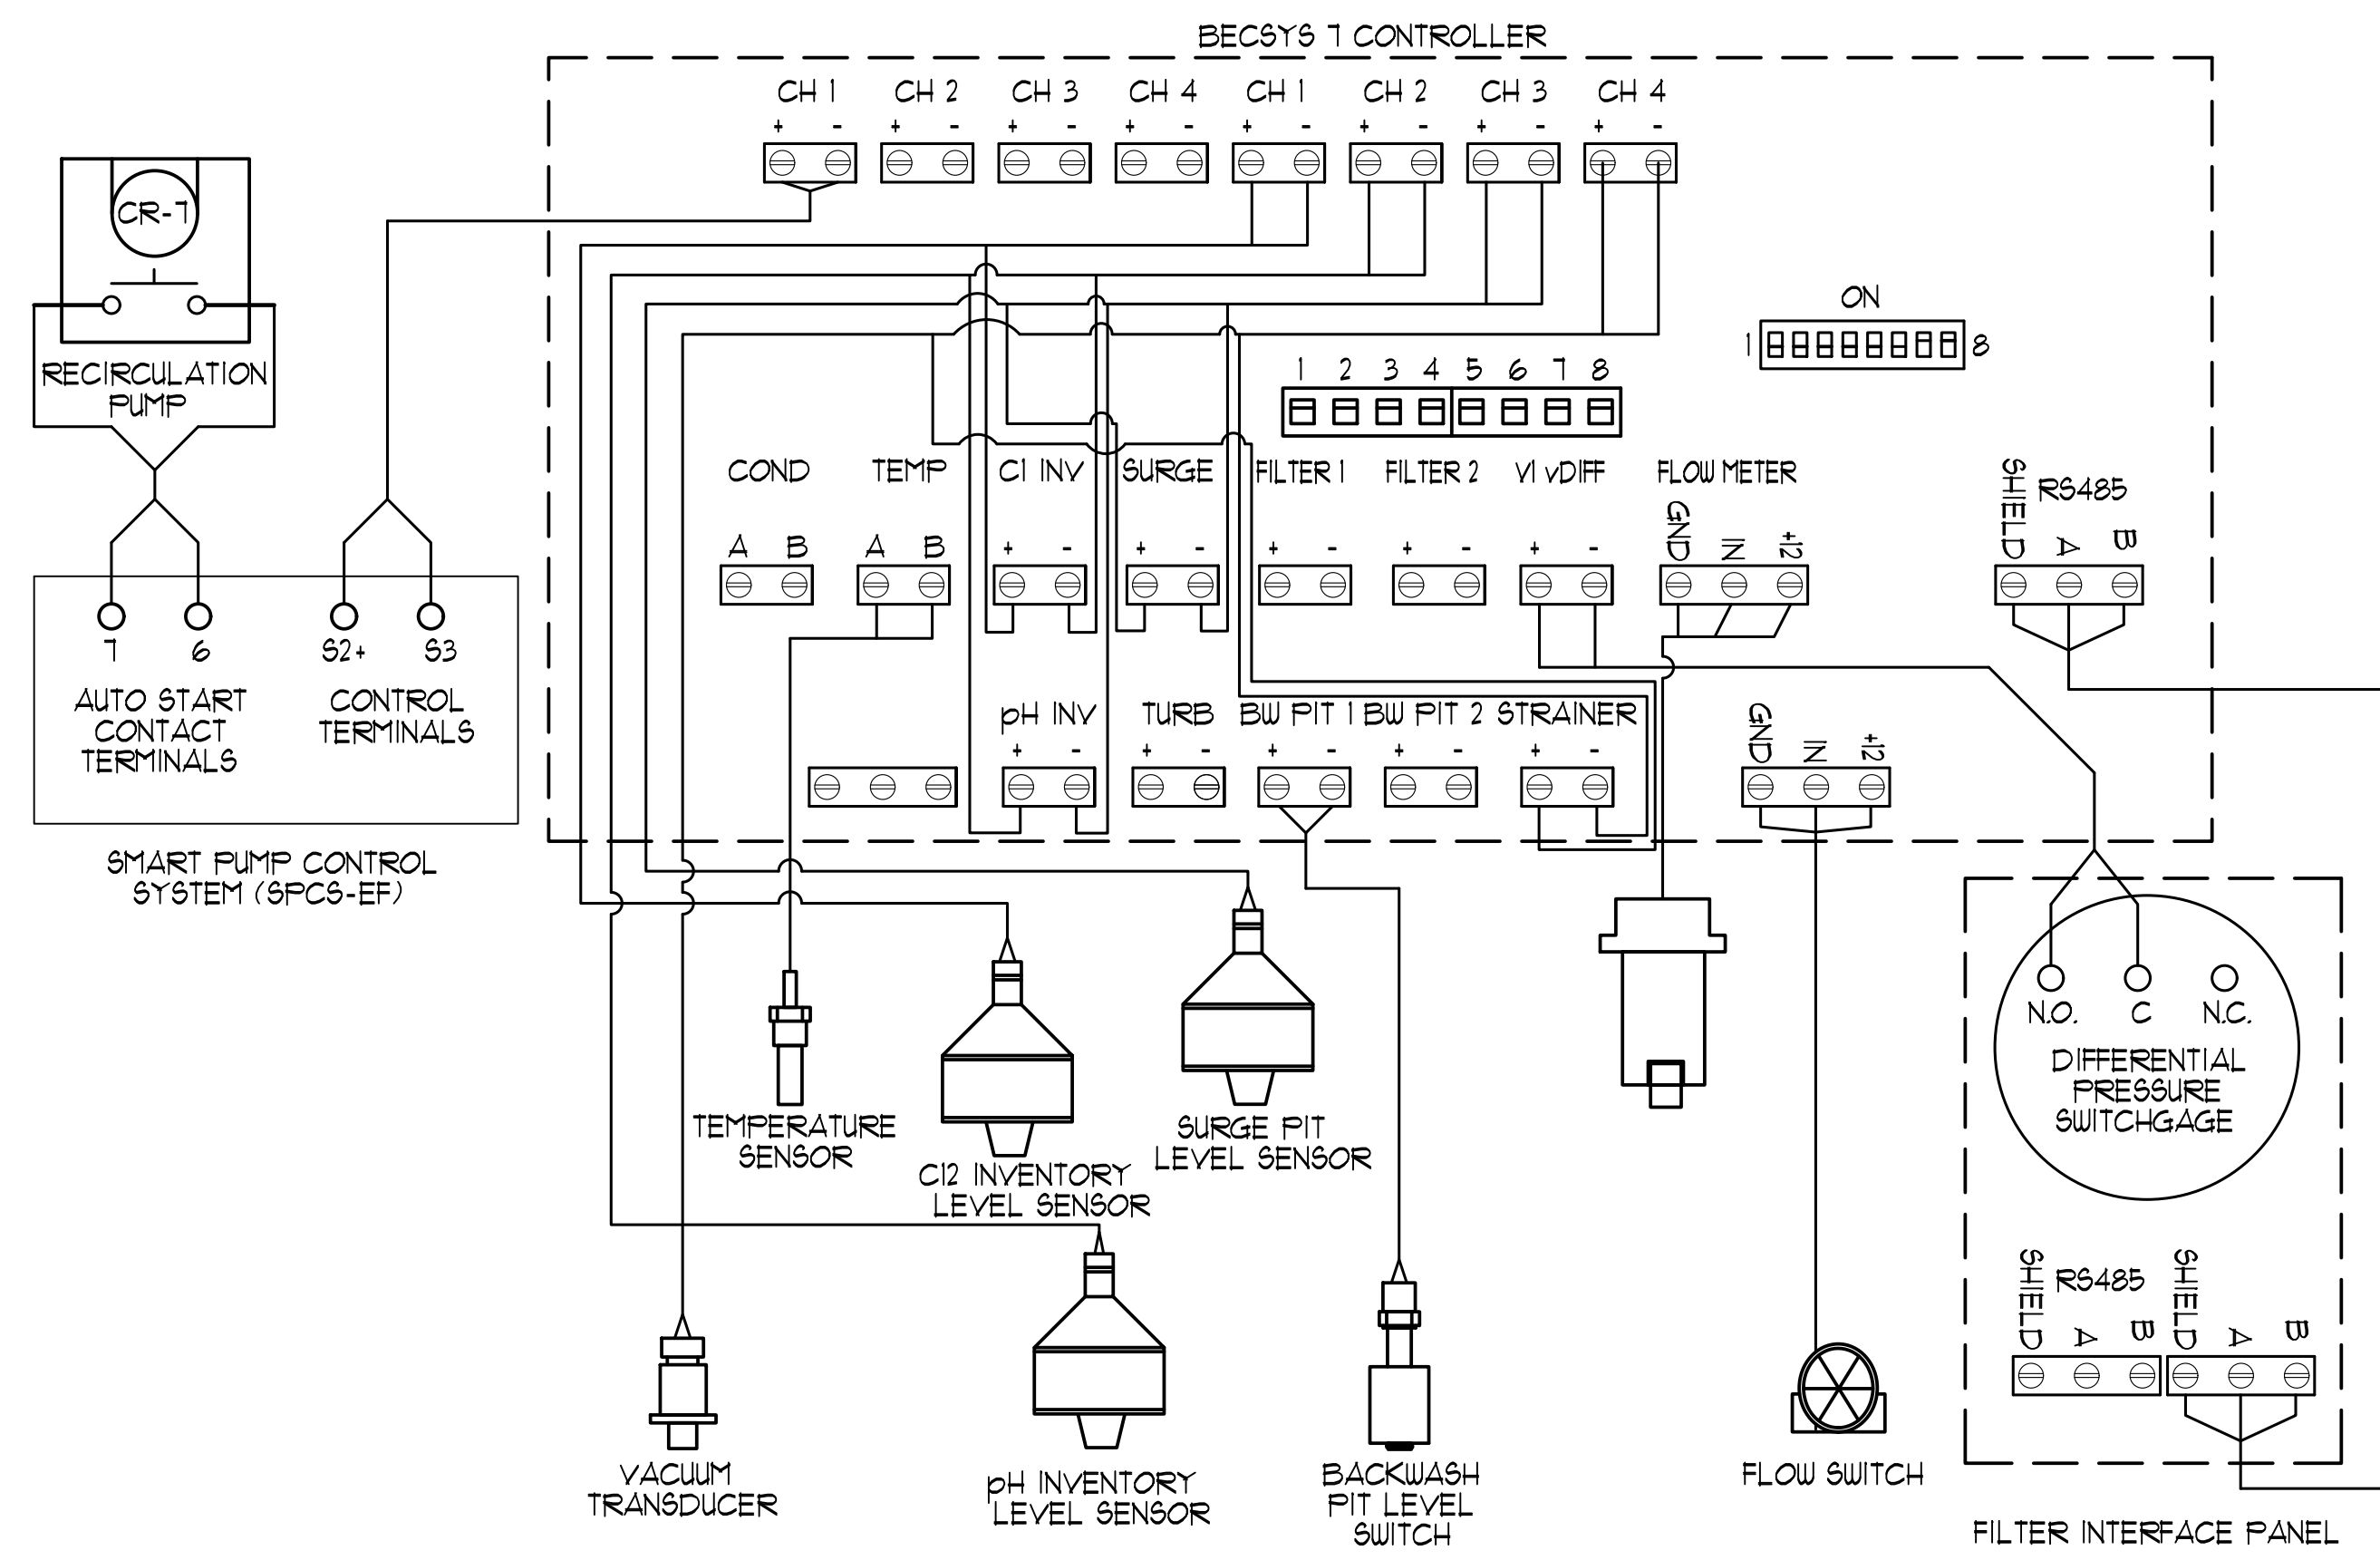 BECSYS 7 CONTROLLER
CH 1 CH 2 CH 3 CH 4 CH 1 CH 2 CH 3 CH 4
+ - + - + - + - + - + - + - + -
CR-7
RECIRCULATION
PUMP
ON
1 8
1 2 3 4 5 6 7 8
COND TEMP Cl INV SURGE FILTER 1 FILTER 2 V1 vDIFF FLOW METER
SHIELD RS485
A B A B + - + - + - + - + - GND IN +12 A B
7 6 S2+ S3
AUTO START
CONTACT
TERMINALS
CONTROL
TERMINALS
pH INV TURB BW PIT 1 BW PIT 2 STRAINER
+ - + - + - + - + - GND IN +12
SMART PUMP CONTROL
SYSTEM (SPCS-EF)
N.O. C N.C.
DIFFERENTIAL
PRESSURE
SWITCHGAGE
TEMPERATURE
SENSOR
Cl2 INVENTORY
LEVEL SENSOR
SURGE PIT
LEVEL SENSOR
SHIELD RS485 A B SHIELD A B
VACUUM
TRANSDUCER
pH INVENTORY
LEVEL SENSOR
BACKWASH
PIT LEVEL
SWITCH
FLOW SWITCH
FILTER INTERFACE PANEL